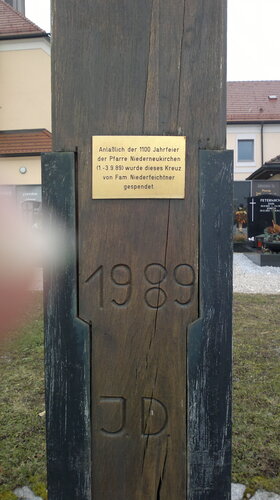 Anläßlich der 1100 Jahrfeier
der Pfarre Niederneukirchen
(1.-3.9.89) wurde dieses Kreuz
von Fam Niederfeichtner
gespendet
1989
J.D.